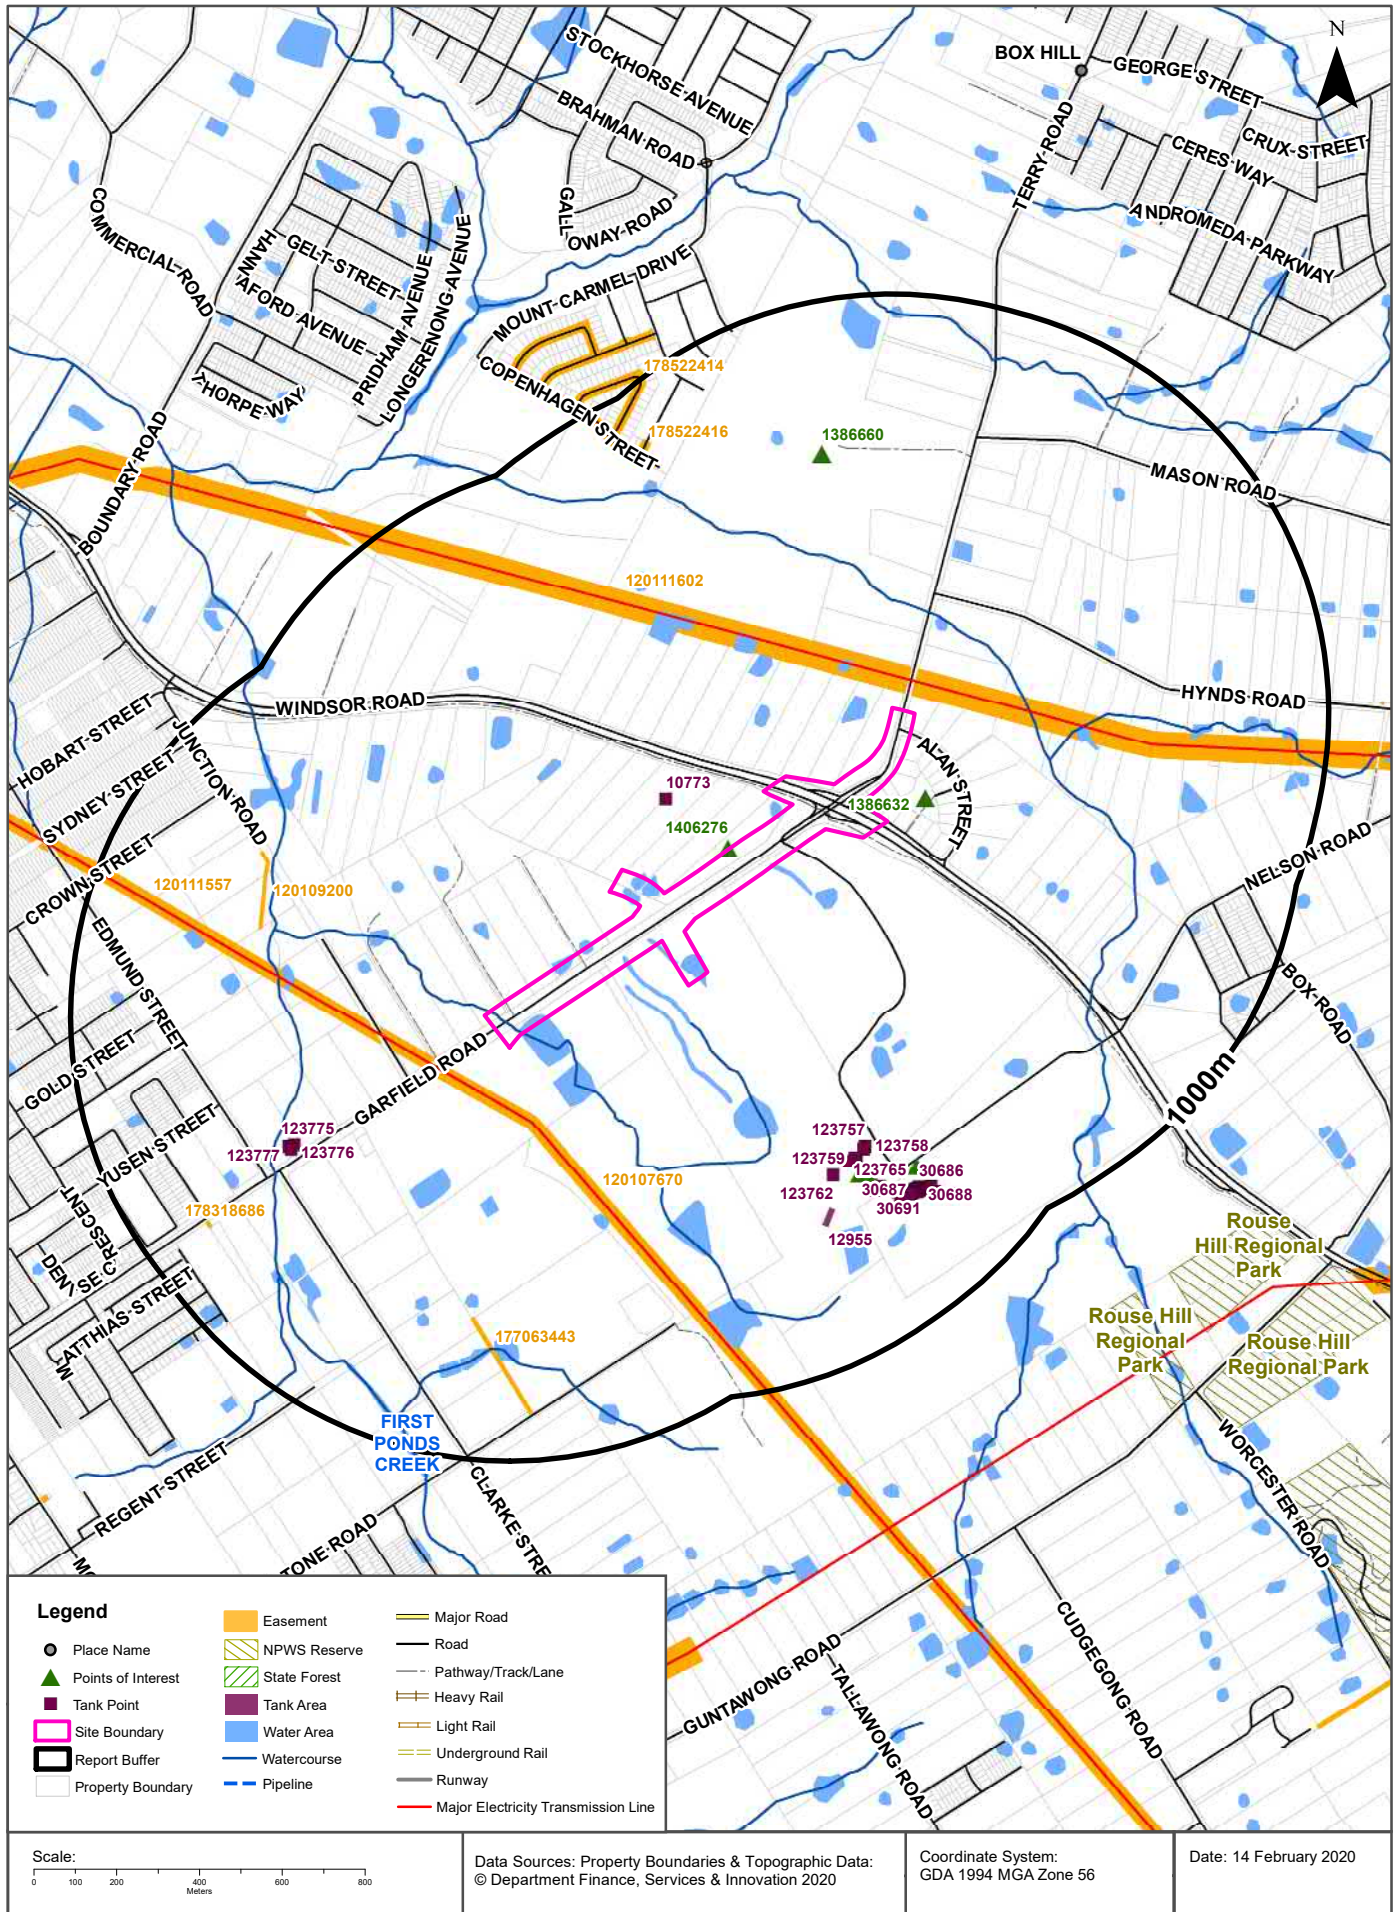 N
BOX HILL
STOCKHORSE AVENUE
GEORGE STREET
BRAHMAN ROAD
CRUX STREET
TERRY ROAD
CERES WAY
COMMERCIAL ROAD
GALLOWAY ROAD
ANDROMEDA PARKWAY
HANNAFORD AVENUE
GELT STREET
PRIDHAM AVENUE
LONGERENONG AVENUE
MOUNT CARMEL DRIVE
COPENHAGEN STREET
THORPE WAY
178522414
178522416
1386660
BOUNDARY ROAD
MASON ROAD
120111602
HOBART STREET
WINDSOR ROAD
HYNDS ROAD
JUNCTION ROAD
SYDNEY STREET
ALAN STREET
10773
1386632
1406276
NELSON ROAD
CROWN STREET
120111557
120109200
EDMUND STREET
BOX ROAD
GOLD STREET
GARFIELD ROAD
1000m
YUSEN STREET
123775
123777
123776
123757
123758
123759
123765
30686
123762
30687
30688
30691
12955
120107670
178318686
DENSE CRESCENT
MATTHIAS STREET
177063443
Rouse
Hill Regional
Park
Rouse Hill
Regional
Park
Rouse Hill
Regional Park
FIRST
PONDS
CREEK
REGENT STREET
CLARKE STRE
TONE ROAD
WORCESTER ROAD
CUDGEGONG ROAD
GUNTAWONG ROAD
TALLAWONG ROAD
Legend
Place Name
Points of Interest
Tank Point
Site Boundary
Report Buffer
Property Boundary
Easement
NPWS Reserve
State Forest
Tank Area
Water Area
Watercourse
Pipeline
Major Road
Road
Pathway/Track/Lane
Heavy Rail
Light Rail
Underground Rail
Runway
Major Electricity Transmission Line
Scale:
0 100 200 400 600 800
Meters
Data Sources: Property Boundaries & Topographic Data:
© Department Finance, Services & Innovation 2020
Coordinate System:
GDA 1994 MGA Zone 56
Date: 14 February 2020